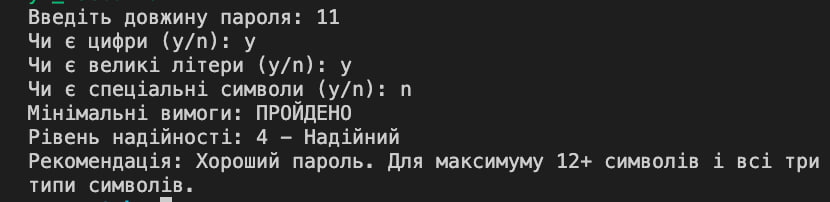 Введіть довжину пароля: 11
Чи є цифри (y/n): y
Чи є великі літери (y/n): y
Чи є спеціальні символи (y/n): n
Мінімальні вимоги: ПРОЙДЕНО
Рівень надійності: 4 – Надійний
Рекомендація: Хороший пароль. Для максимуму 12+ символів і всі три
типи символів.